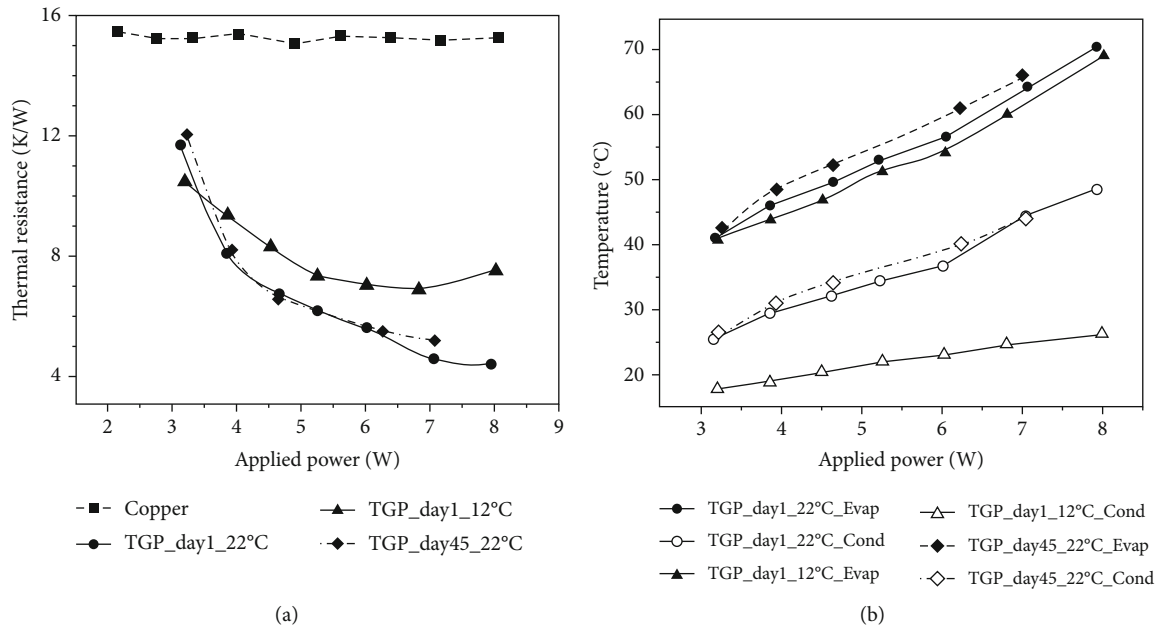 16
12
8
4
Thermal resistance (K/W)
2 3 4 5 6 7 8 9
Applied power (W)
Copper
TGP_day1_22°C
TGP_day1_12°C
TGP_day45_22°C
(a)
70
60
50
40
30
20
Temperature (°C)
3 4 5 6 7 8
Applied power (W)
TGP_day1_22°C_Evap
TGP_day1_22°C_Cond
TGP_day1_12°C_Evap
TGP_day1_12°C_Cond
TGP_day45_22°C_Evap
TGP_day45_22°C_Cond
(b)